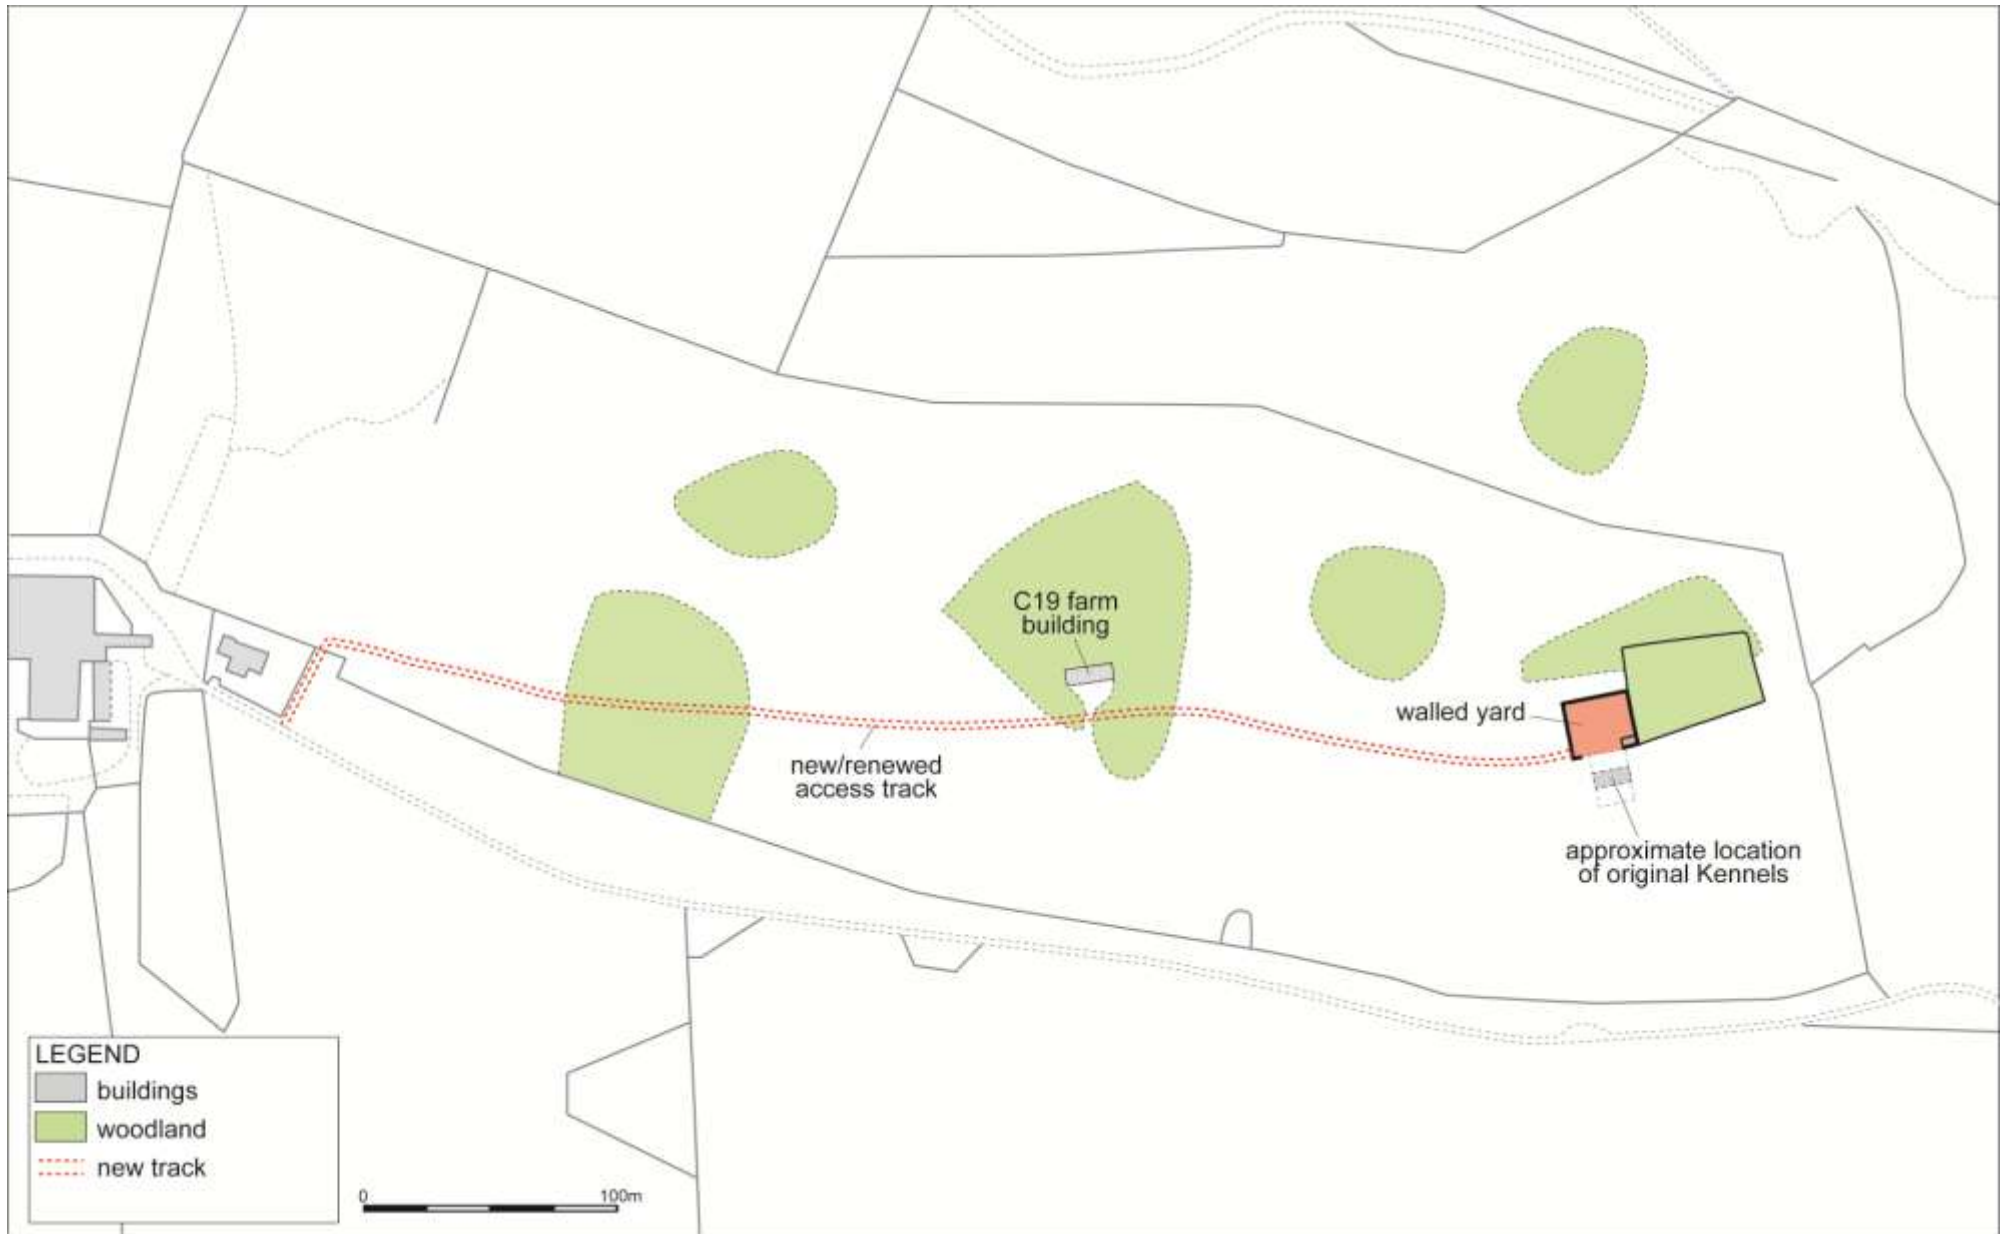 C19 farm
building
walled yard
new/renewed
access track
approximate location
of original Kennels
LEGEND
buildings
woodland
new track
0 100m